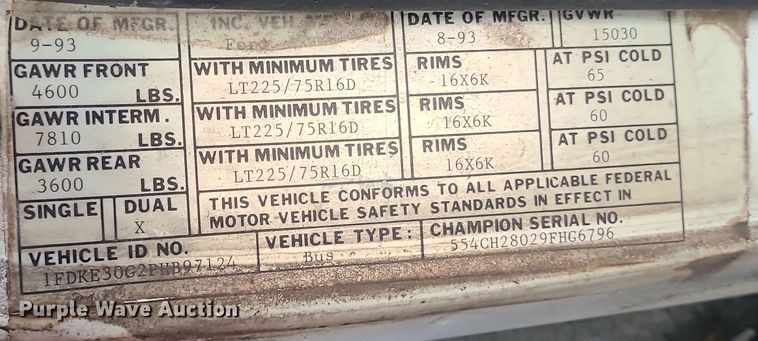 DATE OF MFGR. INC. VEH DATE OF MFGR. GVWR
9-93 Ford 8-93 15030
GAWR FRONT WITH MINIMUM TIRES RIMS AT PSI COLD
4600 LBS. LT225/75R16D 16X6K 65
GAWR INTERM. WITH MINIMUM TIRES RIMS AT PSI COLD
7810 LBS. LT225/75R16D 16X6K 60
GAWR REAR WITH MINIMUM TIRES RIMS AT PSI COLD
3600 LBS. LT225/75R16D 16X6K 60
SINGLE DUAL THIS VEHICLE CONFORMS TO ALL APPLICABLE FEDERAL
X MOTOR VEHICLE SAFETY STANDARDS IN EFFECT IN
VEHICLE ID NO. VEHICLE TYPE: CHAMPION SERIAL NO.
1FDKE30G2PHB97124 Bus 554CH28029FHG6796
Purple Wave Auction